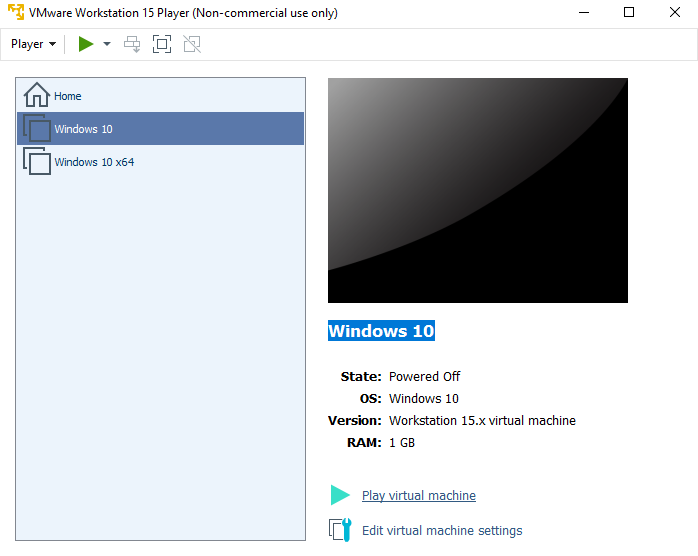 VMware Workstation 15 Player (Non-commercial use only)
Player
Home
Windows 10
Windows 10 x64
Windows 10
State: Powered Off
OS: Windows 10
Version: Workstation 15.x virtual machine
RAM: 1 GB
Play virtual machine
Edit virtual machine settings